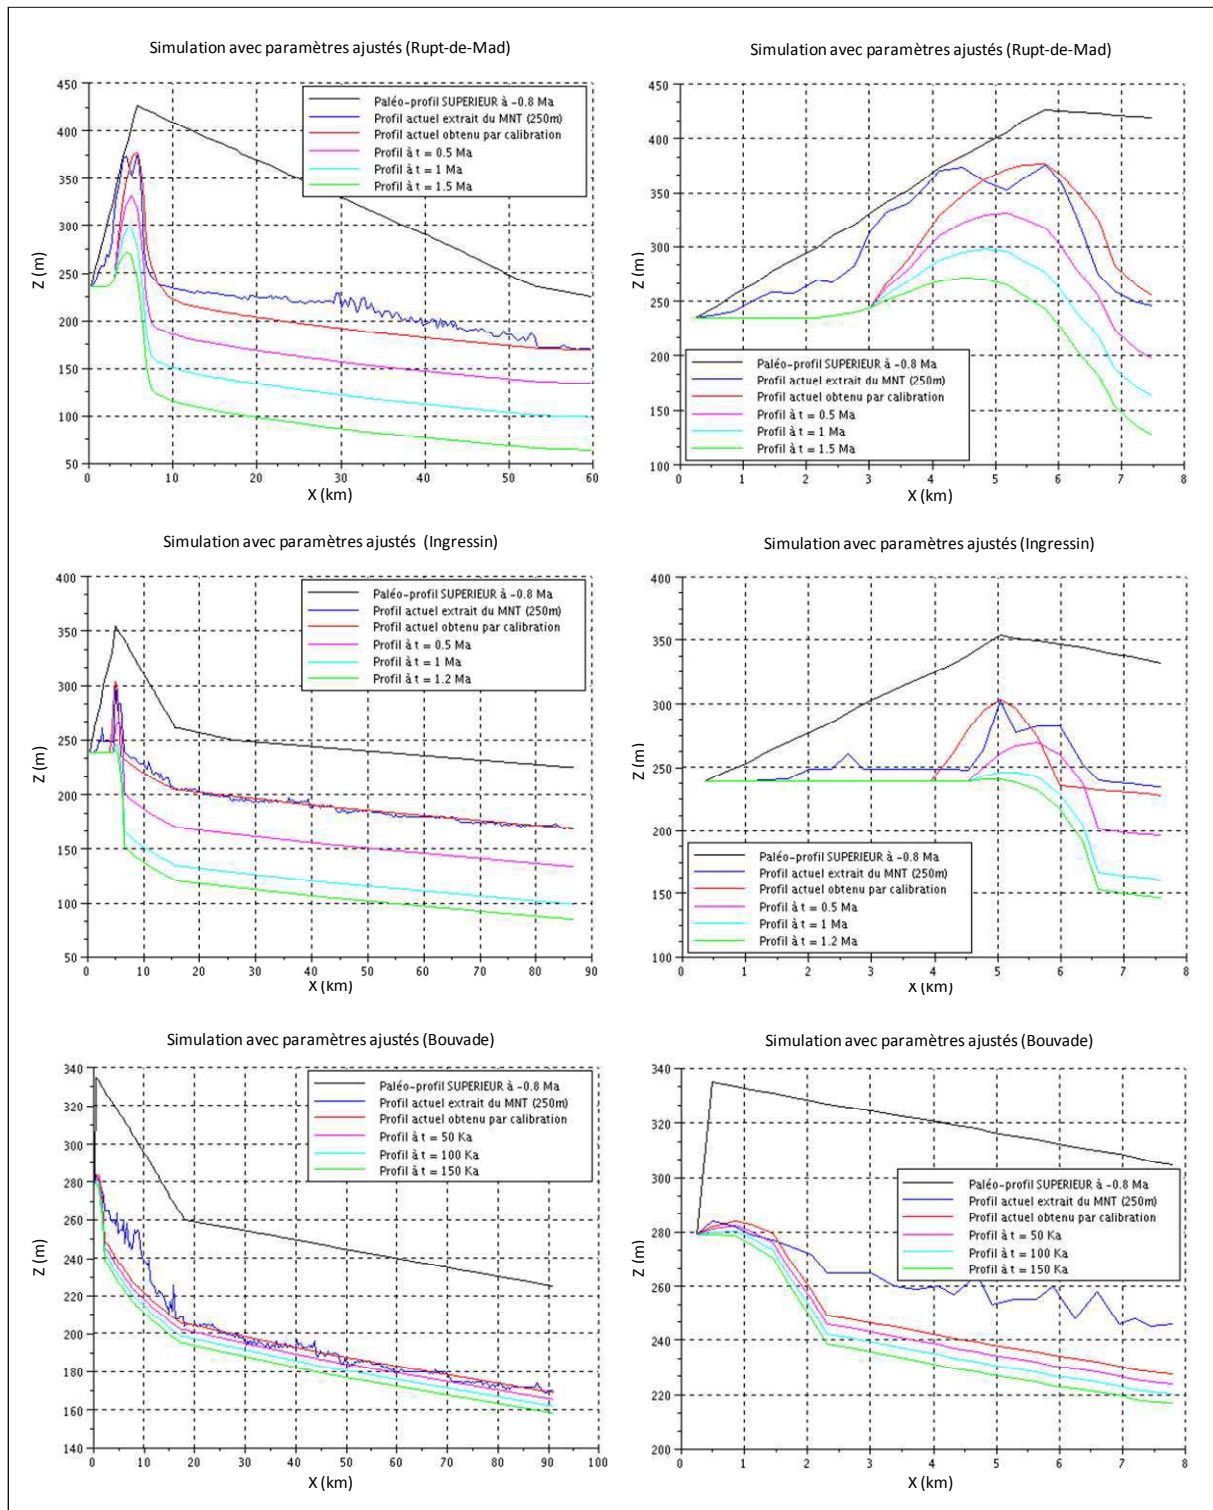 Simulation avec paramètres ajustés (Rupt-de-Mad)
450
400
350
300
250
200
150
100
50
Z (m)
0 10 20 30 40 50 60
X (km)
Paléo-profil SUPERIEUR à -0.8 Ma
Profil actuel extrait du MNT (250m)
Profil actuel obtenu par calibration
Profil à t = 0.5 Ma
Profil à t = 1 Ma
Profil à t = 1.5 Ma
Simulation avec paramètres ajustés (Rupt-de-Mad)
450
400
350
300
250
200
150
100
Z (m)
0 1 2 3 4 5 6 7 8
X (km)
Paléo-profil SUPERIEUR à -0.8 Ma
Profil actuel extrait du MNT (250m)
Profil actuel obtenu par calibration
Profil à t = 0.5 Ma
Profil à t = 1 Ma
Profil à t = 1.5 Ma
Simulation avec paramètres ajustés (Ingressin)
400
350
300
250
200
150
100
50
Z (m)
0 10 20 30 40 50 60 70 80 90
X (km)
Paléo-profil SUPERIEUR à -0.8 Ma
Profil actuel extrait du MNT (250m)
Profil actuel obtenu par calibration
Profil à t = 0.5 Ma
Profil à t = 1 Ma
Profil à t = 1.2 Ma
Simulation avec paramètres ajustés (Ingressin)
400
350
300
250
200
150
100
Z (m)
0 1 2 3 4 5 6 7 8
X (km)
Paléo-profil SUPERIEUR à -0.8 Ma
Profil actuel extrait du MNT (250m)
Profil actuel obtenu par calibration
Profil à t = 0.5 Ma
Profil à t = 1 Ma
Profil à t = 1.2 Ma
Simulation avec paramètres ajustés (Bouvade)
340
320
300
280
260
240
220
200
180
160
140
Z (m)
0 10 20 30 40 50 60 70 80 90 100
X (km)
Paléo-profil SUPERIEUR à -0.8 Ma
Profil actuel extrait du MNT (250m)
Profil actuel obtenu par calibration
Profil à t = 50 Ka
Profil à t = 100 Ka
Profil à t = 150 Ka
Simulation avec paramètres ajustés (Bouvade)
340
320
300
280
260
240
220
200
Z (m)
0 1 2 3 4 5 6 7 8
X (km)
Paléo-profil SUPERIEUR à -0.8 Ma
Profil actuel extrait du MNT (250m)
Profil actuel obtenu par calibration
Profil à t = 50 Ka
Profil à t = 100 Ka
Profil à t = 150 Ka